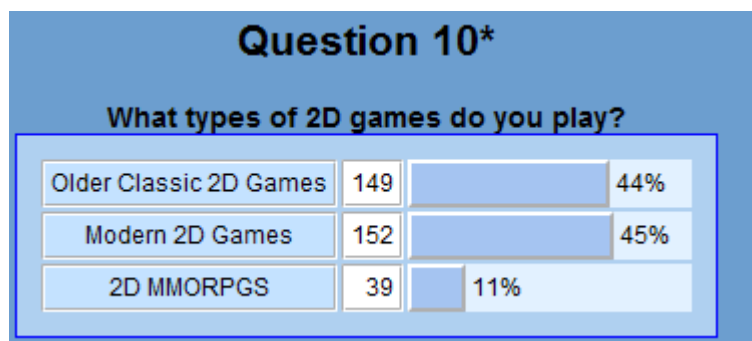 Question 10*
What types of 2D games do you play?
Older Classic 2D Games 149 44%
Modern 2D Games 152 45%
2D MMORPGS 39 11%